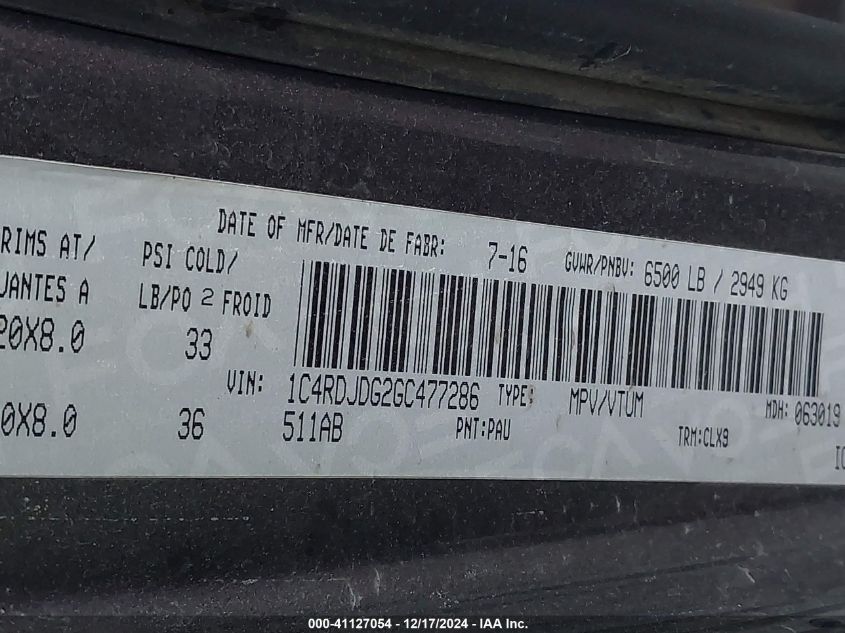 DATE OF MFR/DATE DE FABR: 7-16 GVWR/PNBV: 6500 LB / 2949 KG
RIMS AT/ PSI COLD/
JANTES A LB/PO 2 FROID
20X8.0 33
VIN: 1C4RDJDG2GC477286 TYPE: MPV/VTUM MDH: 063019
0X8.0 36 511AB PNT:PAU TRM:CLX9
000-41127054 - 12/17/2024 - IAA Inc.